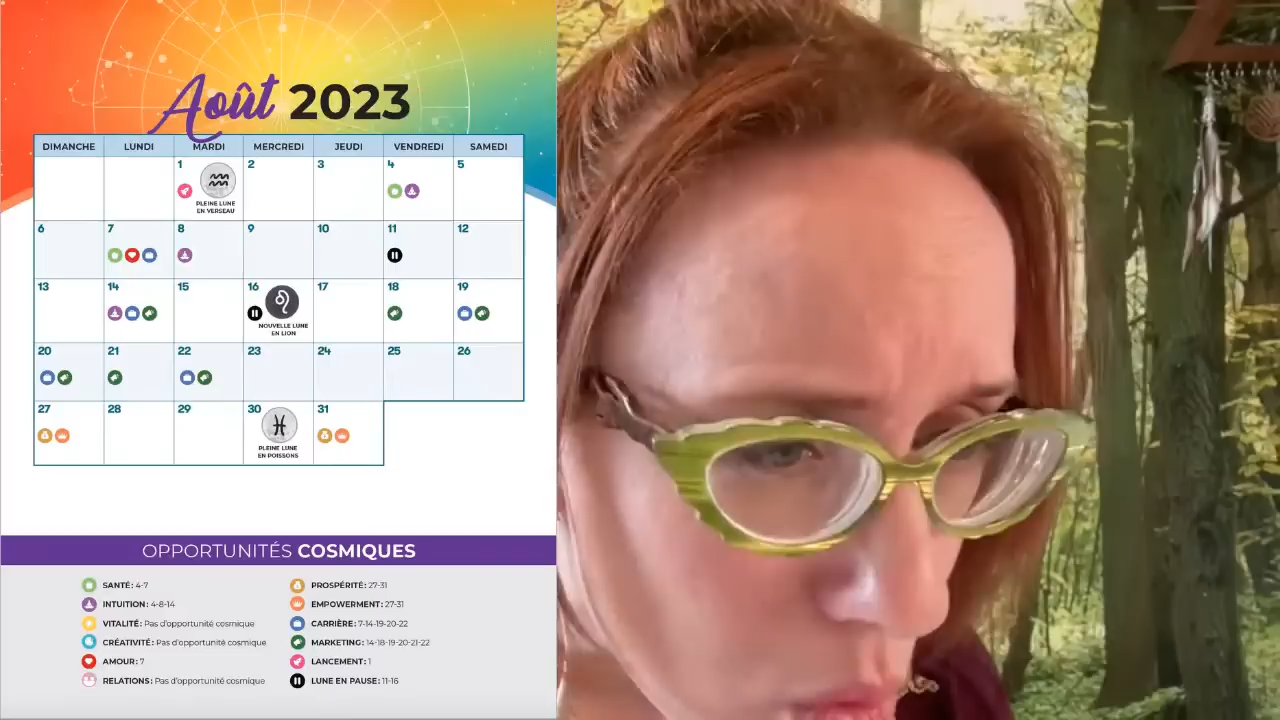 Août 2023
DIMANCHE LUNDI MARDI MERCREDI JEUDI VENDREDI SAMEDI
1 2 3 4 5
PLEINE LUNE
EN VERSEAU
6 7 8 9 10 11 12
13 14 15 16 17 18 19
NOUVELLE LUNE
EN LION
20 21 22 23 24 25 26
27 28 29 30 31
PLEINE LUNE
EN POISSONS
OPPORTUNITÉS COSMIQUES
SANTÉ: 4-7
INTUITION: 4-8-14
VITALITÉ: Pas d'opportunité cosmique
CRÉATIVITÉ: Pas d'opportunité cosmique
AMOUR: 7
RELATIONS: Pas d'opportunité cosmique
PROSPÉRITÉ: 27-31
EMPOWERMENT: 27-31
CARRIÈRE: 7-14-19-20-22
MARKETING: 14-18-19-20-21-22
LANCEMENT: 1
LUNE EN PAUSE: 11-16